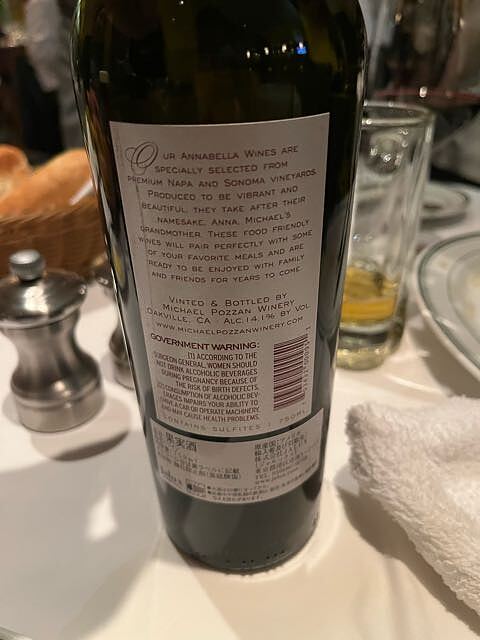 OUR ANNABELLA WINES ARE
SPECIALLY SELECTED FROM
PREMIUM NAPA AND SONOMA VINEYARDS.
PRODUCED TO BE VIBRANT AND
BEAUTIFUL, THEY TAKE AFTER THEIR
NAMESAKE, ANNA, MICHAEL'S
GRANDMOTHER. THESE FOOD FRIENDLY
WINES WILL PAIR PERFECTLY WITH SOME
OF YOUR FAVORITE MEALS AND ARE
READY TO BE ENJOYED WITH FAMILY
AND FRIENDS FOR YEARS TO COME.
VINTED & BOTTLED BY
MICHAEL POZZAN WINERY
OAKVILLE, CA ALC. 14.1% BY VOL
WWW.MICHAELPOZZANWINERY.COM
GOVERNMENT WARNING:
(1) ACCORDING TO THE
SURGEON GENERAL, WOMEN SHOULD
NOT DRINK ALCOHOLIC BEVERAGES
DURING PREGNANCY BECAUSE OF
THE RISK OF BIRTH DEFECTS.
(2) CONSUMPTION OF ALCOHOLIC BEV-
ERAGES IMPAIRS YOUR ABILITY TO
DRIVE A CAR OR OPERATE MACHINERY,
AND MAY CAUSE HEALTH PROBLEMS.
CONTAINS SULFITES 750ML
果実酒